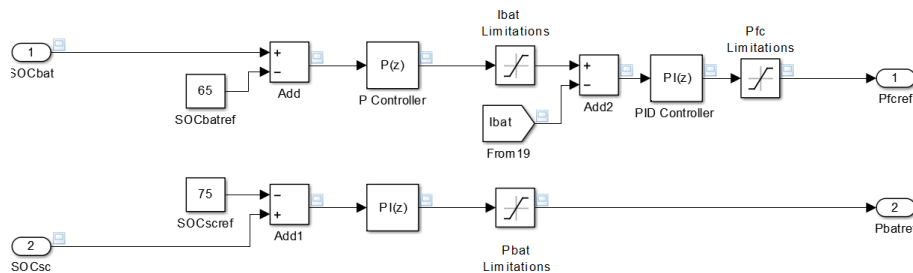 Ibat
Limitations
Pfc
Limitations
1
SOCbat
+
−
Add
P(z)
P Controller
65
SOCbatref
+
−
Add2
PI(z)
PID Controller
1
Pfcref
Ibat
From19
75
SOCscref
−
+
Add1
PI(z)
Pbat
Limitations
2
Pbatref
2
SOCsc